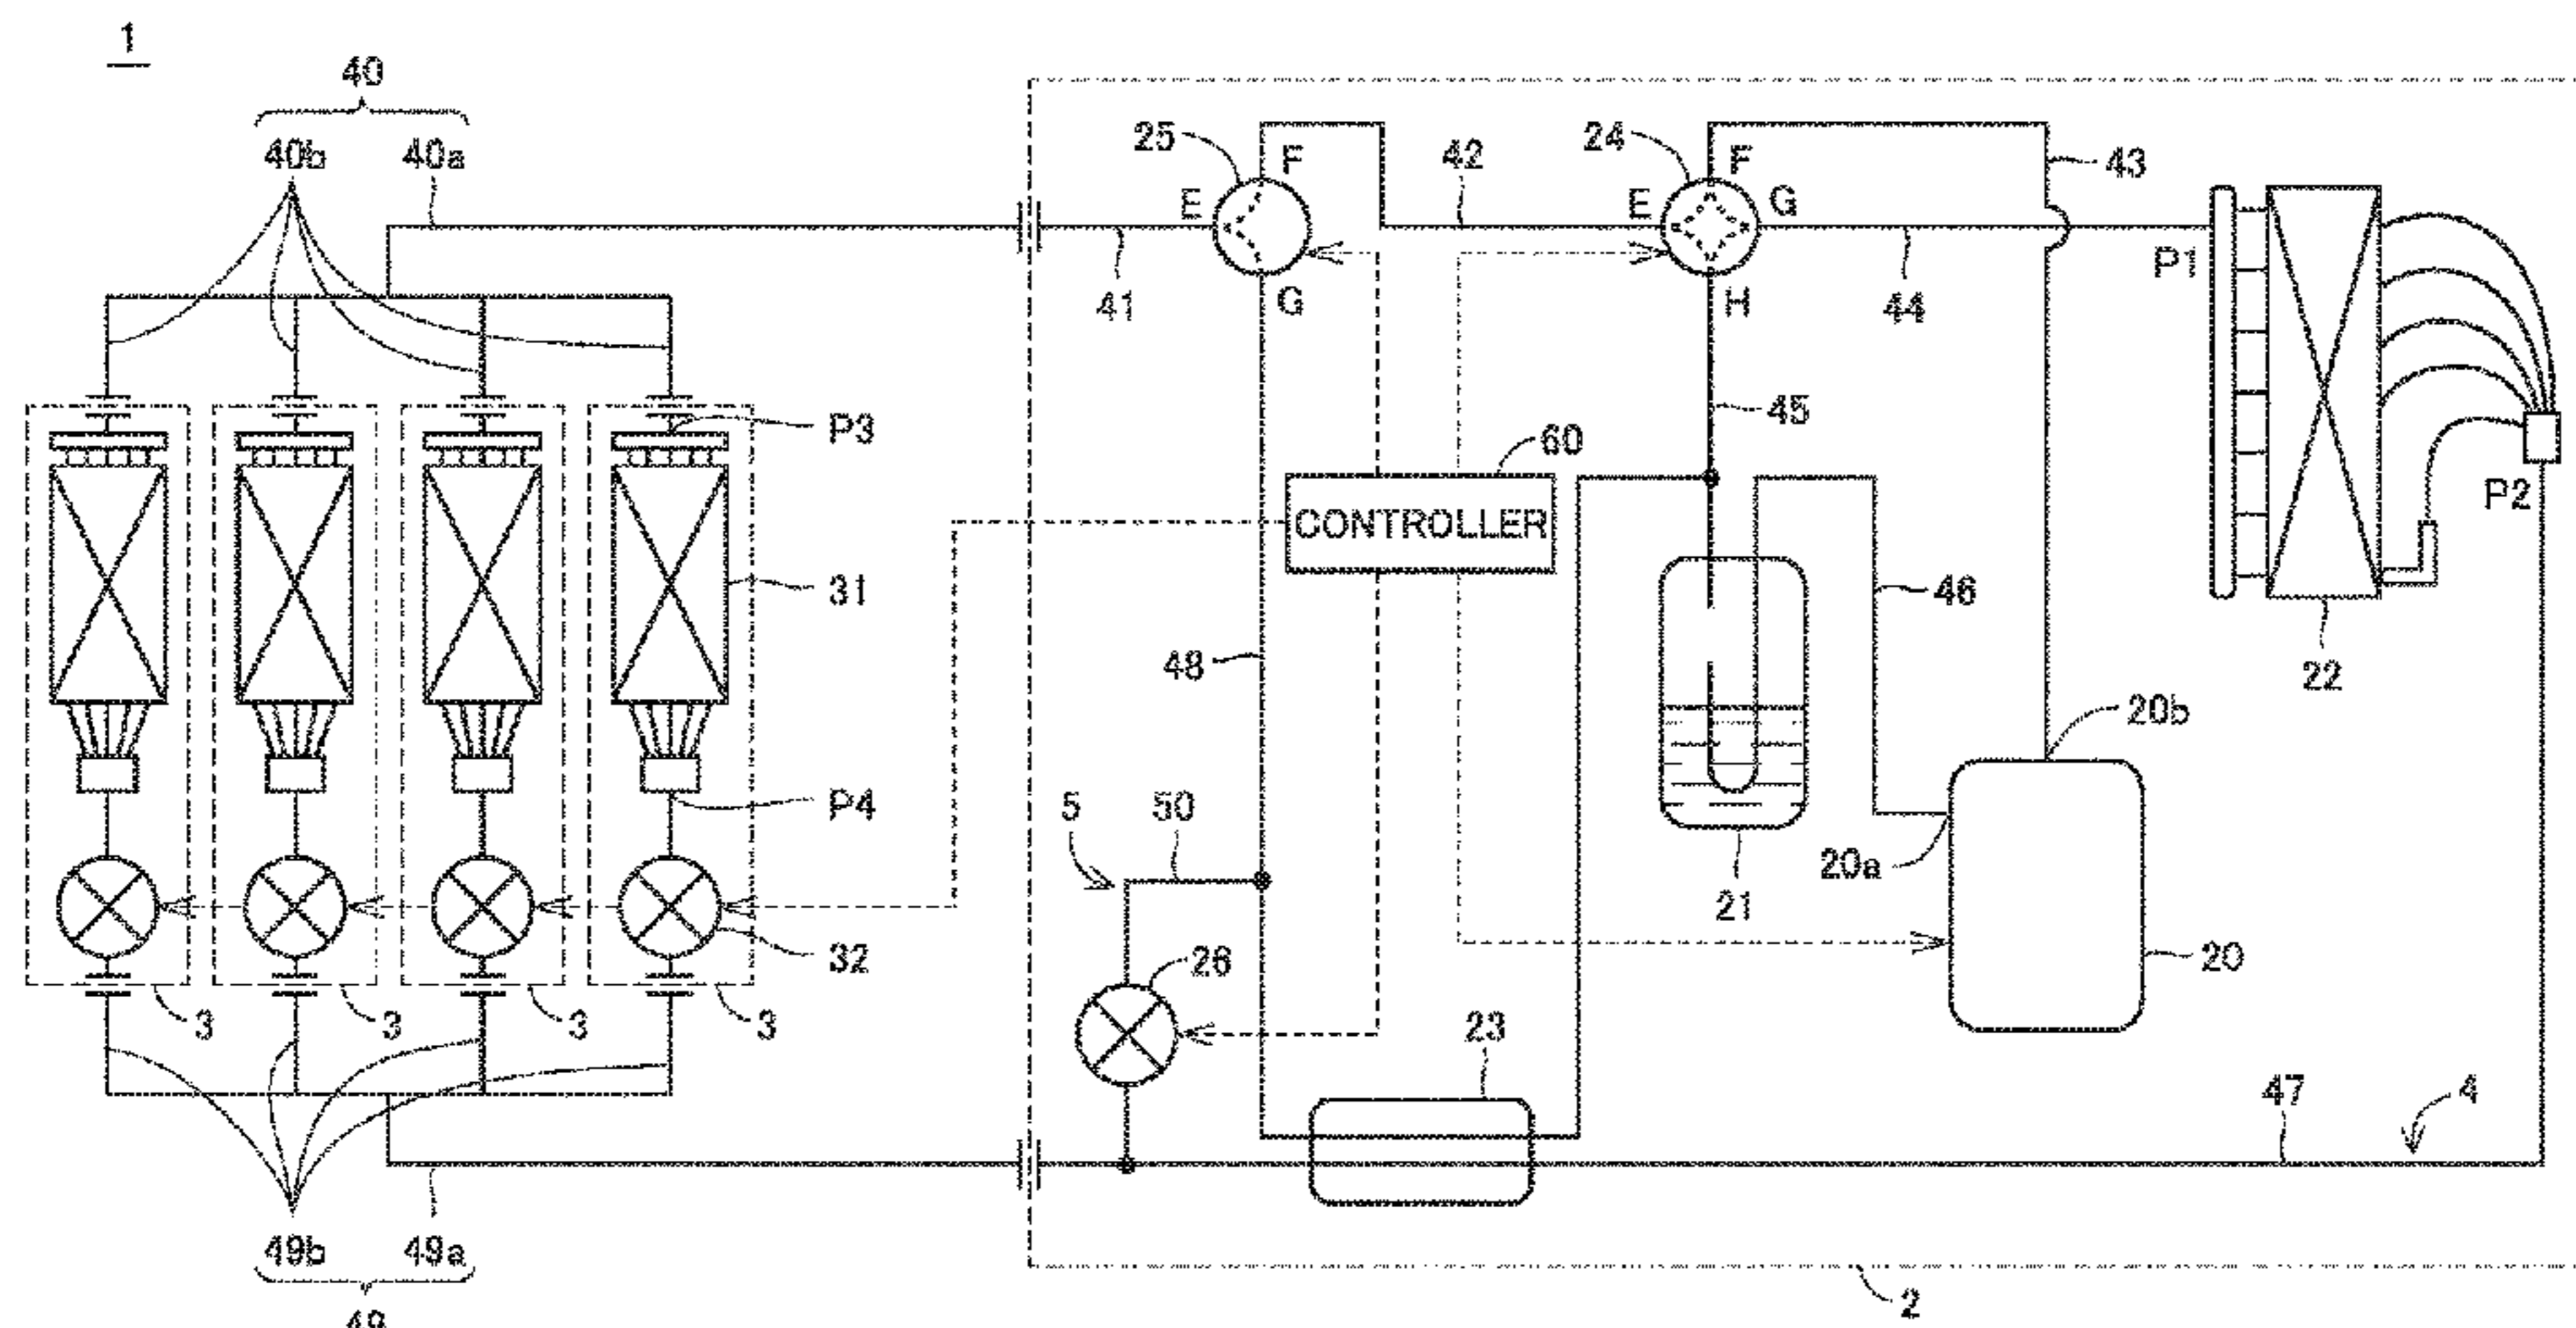 1
40
40b 40a
25 F 42 24 F 43
E E G
41 G H 44 P1
45
P3 60
CONTROLLER P2
31 46
48 22
20b
P4 5 50
20a
21
32 26 20
3 3 3 3 23
47 4
49b 49a
49
2